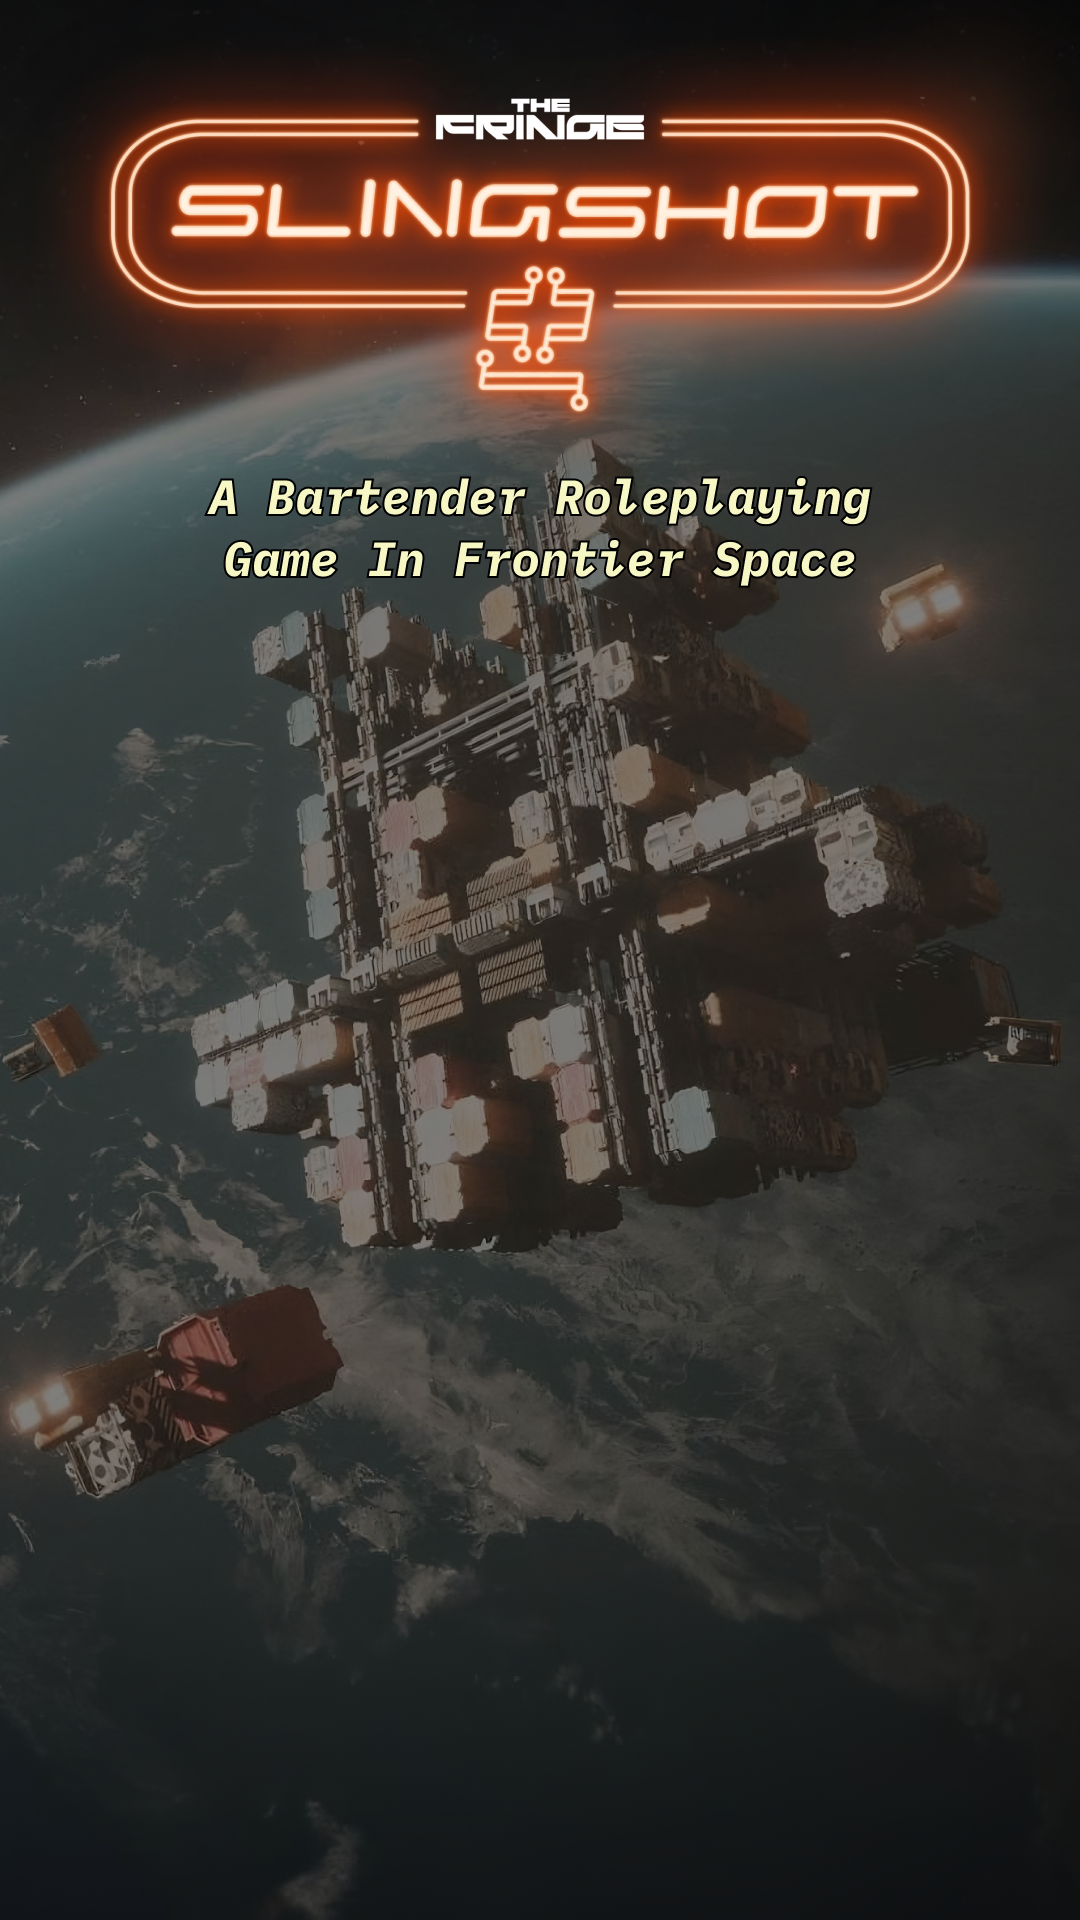 THE
FRINGE
SLINGSHOT
A Bartender Roleplaying
Game In Frontier Space